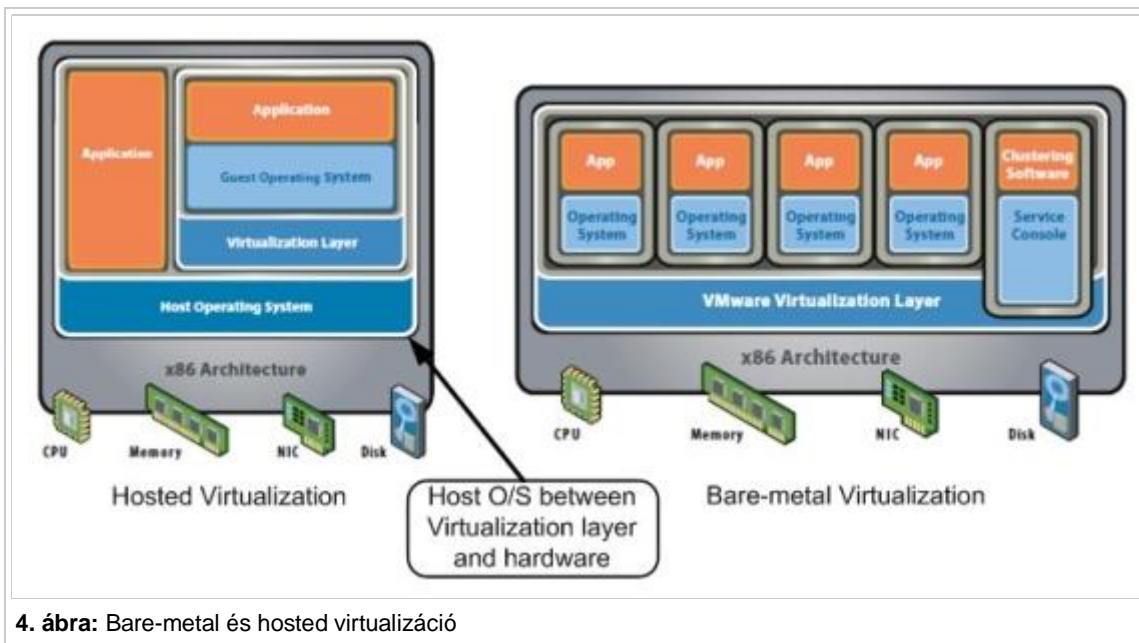 Application
Application
Guest Operating System
Virtualization Layer
Host Operating System
x86 Architecture
CPU
Memory
NIC
Disk
Hosted Virtualization
Host O/S between
Virtualization layer
and hardware
App
Operating
System
App
Operating
System
App
Operating
System
App
Operating
System
Clustering
Software
Service
Console
VMware Virtualization Layer
x86 Architecture
CPU
Memory
NIC
Disk
Bare-metal Virtualization
4. ábra: Bare-metal és hosted virtualizáció